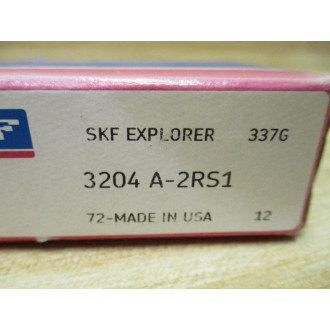 SKF EXPLORER 337G
3204 A-2RS1
72-MADE IN USA 12